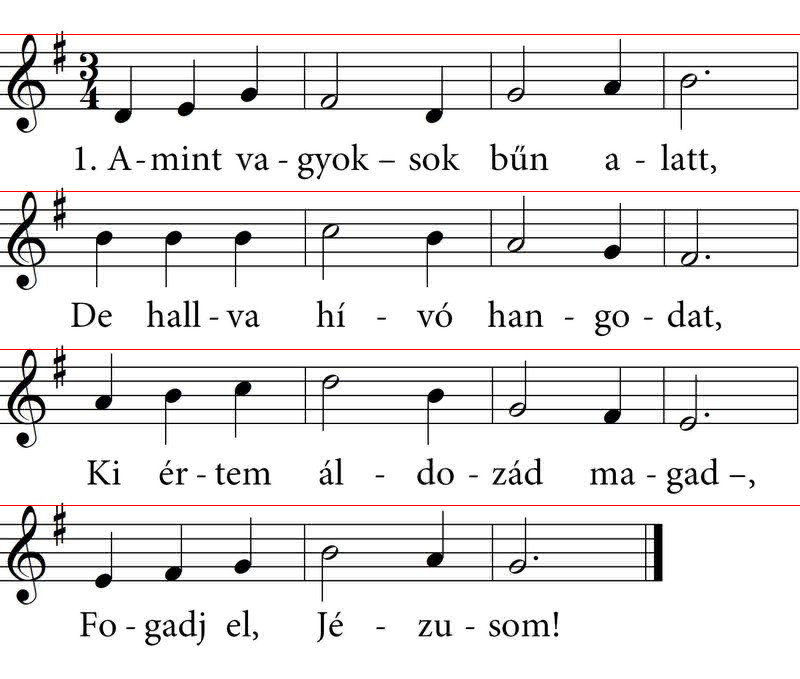 3
4
1. A-mint va - gyok – sok bűn a - latt,
De hall - va hí - vó han - go - dat,
Ki ér - tem ál - do - zád ma - gad –,
Fo - gadj el, Jé - zu - som!